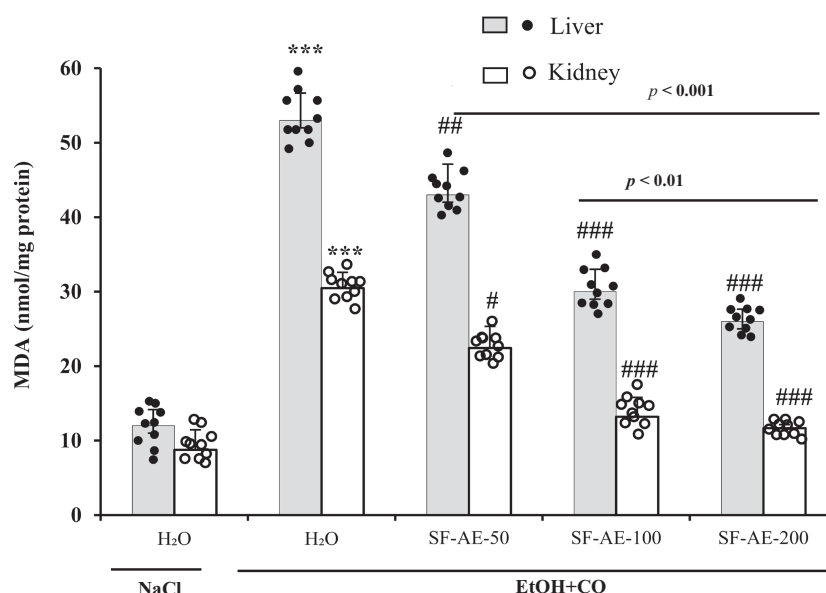 Liver
Kidney
***
p < 0.001
##
p < 0.01
###
***
###
#
###
###
60
50
40
30
20
10
0
MDA (nmol/mg protein)
H₂O H₂O SF-AE-50 SF-AE-100 SF-AE-200
NaCl EtOH+CO